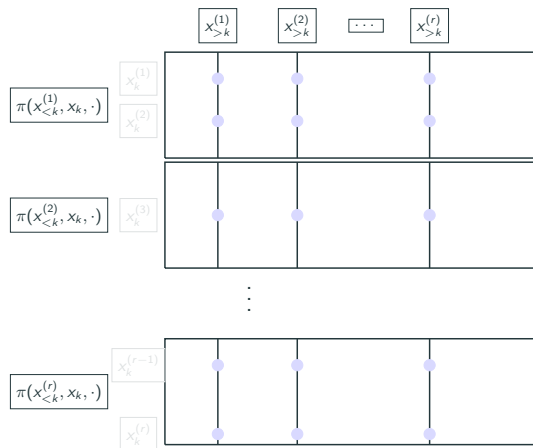 x_{>k}^{(1)} x_{>k}^{(2)} ··· x_{>k}^{(r)}
x_k^{(1)}
π(x_{<k}^{(1)}, x_k, ·)
x_k^{(2)}
π(x_{<k}^{(2)}, x_k, ·) x_k^{(3)}
⋮
x_k^{(r−1)}
π(x_{<k}^{(r)}, x_k, ·)
x_k^{(r)}